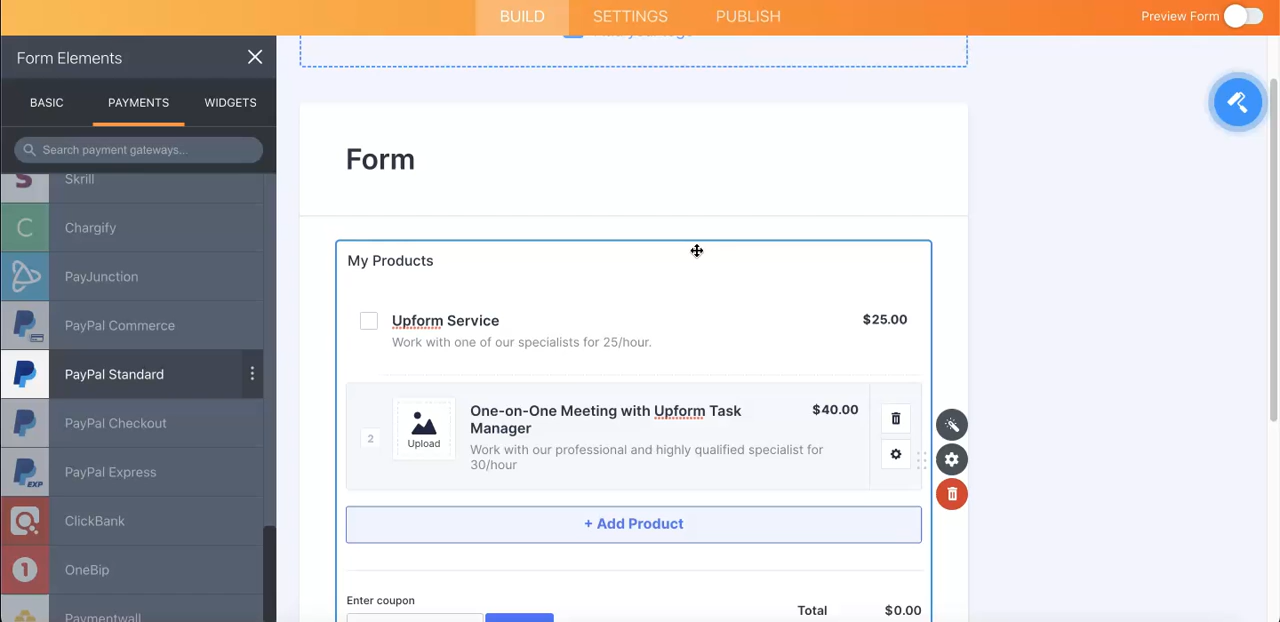 BUILD
SETTINGS
PUBLISH
Preview Form
Form Elements
BASIC
PAYMENTS
WIDGETS
Search payment gateways...
Skrill
Chargify
PayJunction
PayPal Commerce
PayPal Standard
PayPal Checkout
PayPal Express
EXP
ClickBank
OneBip
Paymentwall
Form
My Products
Upform Service
$25.00
Work with one of our specialists for 25/hour.
2
Upload
One-on-One Meeting with Upform Task
Manager
$40.00
Work with our professional and highly qualified specialist for
30/hour
+ Add Product
Enter coupon
Total
$0.00